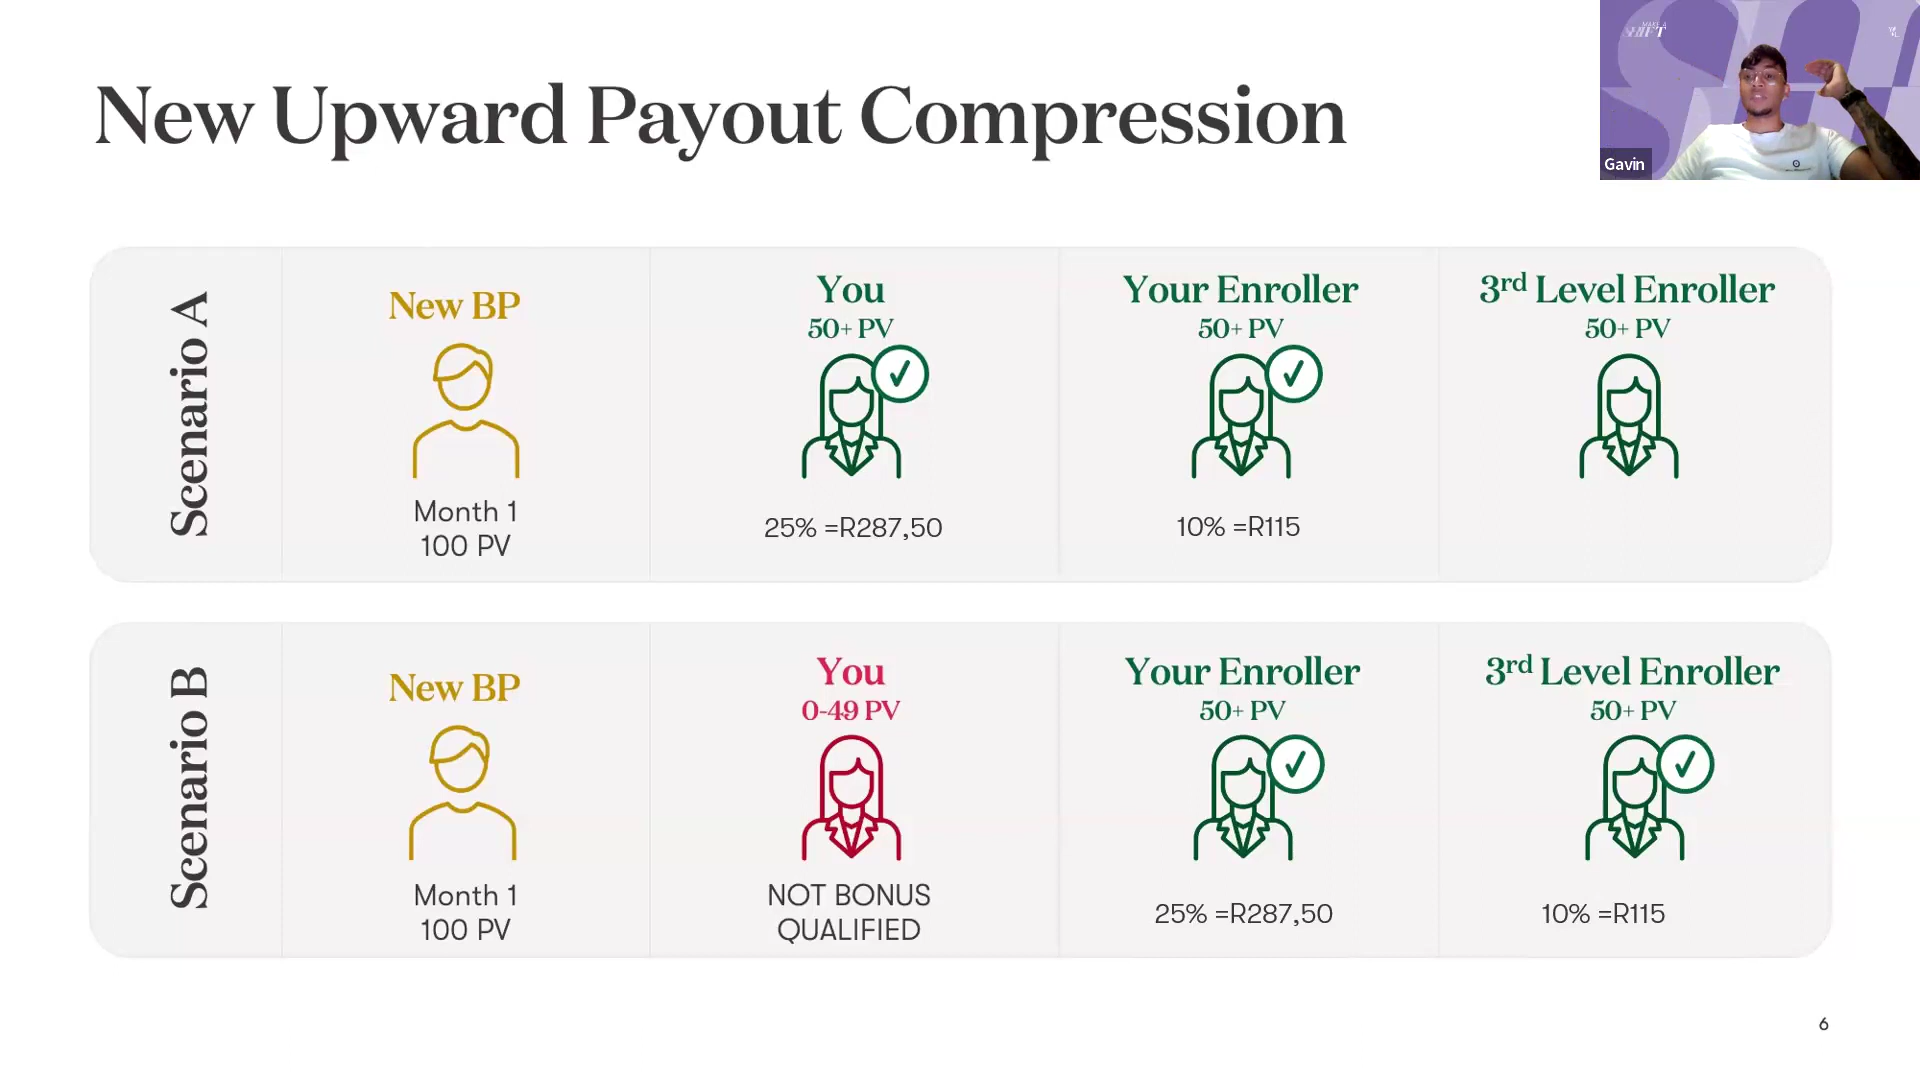 New Upward Payout Compression
MAKE A
SHIFT
Gavin
Scenario A
New BP
Month 1
100 PV
You
50+ PV
25% =R287,50
Your Enroller
50+ PV
10% =R115
3rd Level Enroller
50+ PV
Scenario B
New BP
Month 1
100 PV
You
0-49 PV
NOT BONUS
QUALIFIED
Your Enroller
50+ PV
25% =R287,50
3rd Level Enroller
50+ PV
10% =R115
6